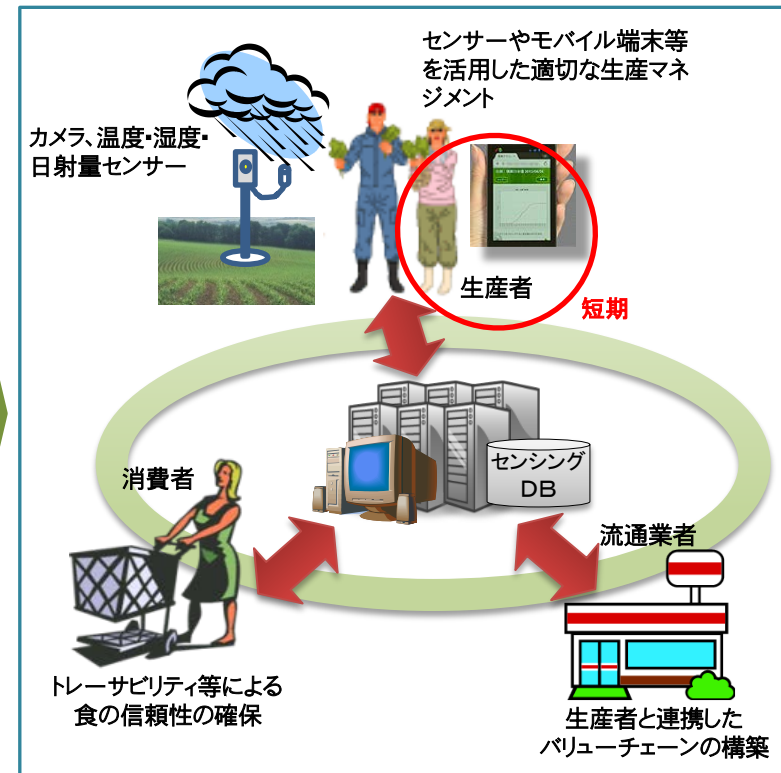 センサーやモバイル端末等
を活用した適切な生産マネ
ジメント
カメラ、温度・湿度・
日射量センサー
生産者
短期
センシング
DB
消費者
流通業者
トレーサビリティ等による
食の信頼性の確保
生産者と連携した
バリューチェーンの構築